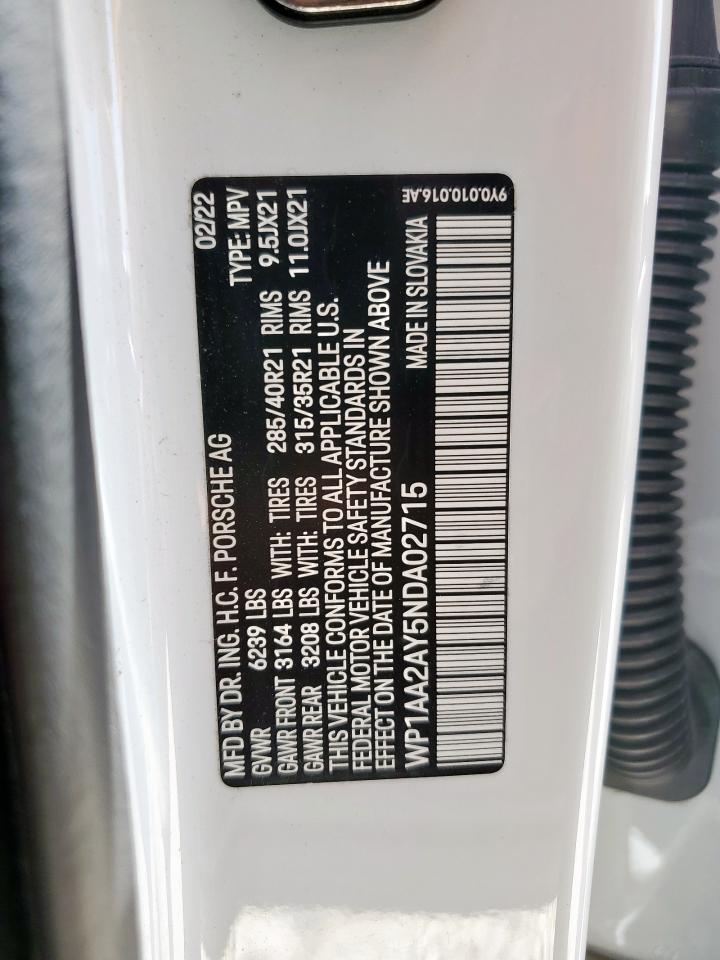 MFD BY DR. ING. H.C. F. PORSCHE AG 02/22
GVWR 6239 LBS TYPE: MPV
GAWR FRONT 3164 LBS WITH: TIRES 285/40R21 RIMS 9.5JX21
GAWR REAR 3208 LBS WITH: TIRES 315/35R21 RIMS 11.0JX21
THIS VEHICLE CONFORMS TO ALL APPLICABLE U.S.
FEDERAL MOTOR VEHICLE SAFETY STANDARDS IN
EFFECT ON THE DATE OF MANUFACTURE SHOWN ABOVE
WP1AA2AY5NDA02715 MADE IN SLOVAKIA
9Y0.010.016.AE